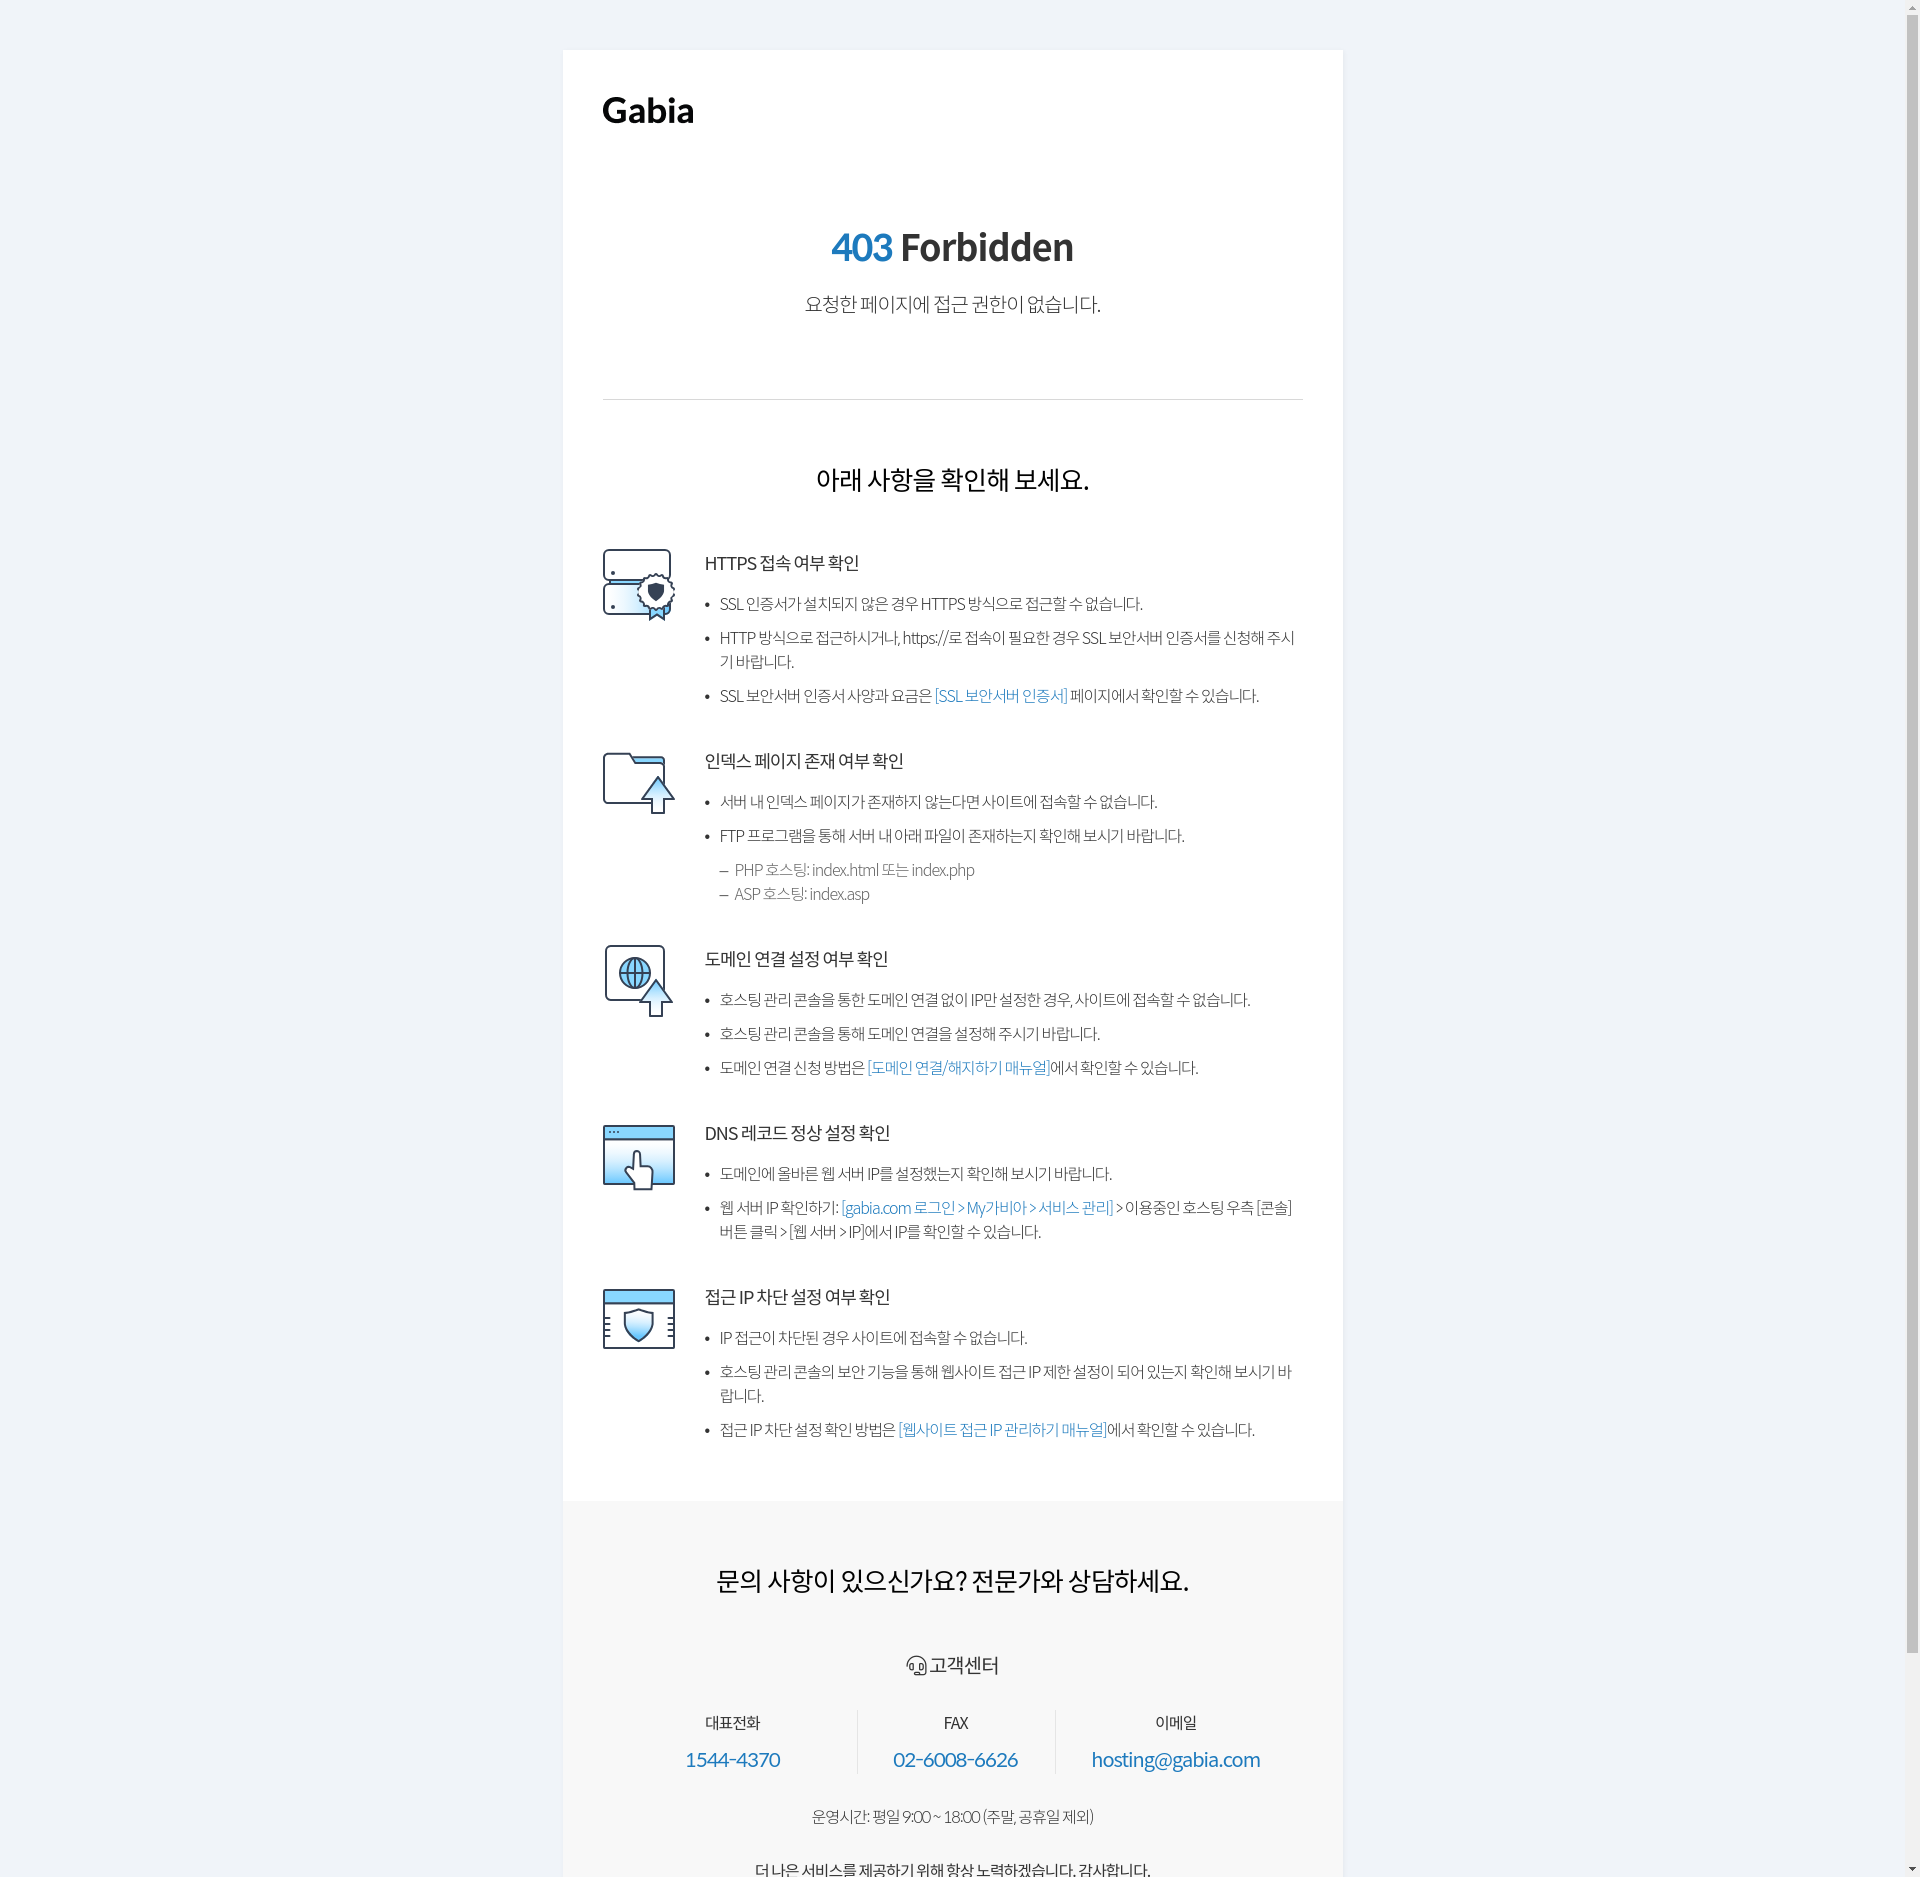 Gabia
403 Forbidden
요청한 페이지에 접근 권한이 없습니다.
아래 사항을 확인해 보세요.
HTTPS 접속 여부 확인
• SSL 인증서가 설치되지 않은 경우 HTTPS 방식으로 접근할 수 없습니다.
• HTTP 방식으로 접근하시거나, https://로 접속이 필요한 경우 SSL 보안서버 인증서를 신청해 주시
기 바랍니다.
• SSL 보안서버 인증서 사양과 요금은 [SSL 보안서버 인증서] 페이지에서 확인할 수 있습니다.
인덱스 페이지 존재 여부 확인
• 서버 내 인덱스 페이지가 존재하지 않는다면 사이트에 접속할 수 없습니다.
• FTP 프로그램을 통해 서버 내 아래 파일이 존재하는지 확인해 보시기 바랍니다.
– PHP 호스팅: index.html 또는 index.php
– ASP 호스팅: index.asp
도메인 연결 설정 여부 확인
• 호스팅 관리 콘솔을 통한 도메인 연결 없이 IP만 설정한 경우, 사이트에 접속할 수 없습니다.
• 호스팅 관리 콘솔을 통해 도메인 연결을 설정해 주시기 바랍니다.
• 도메인 연결 신청 방법은 [도메인 연결/해지하기 매뉴얼]에서 확인할 수 있습니다.
DNS 레코드 정상 설정 확인
• 도메인에 올바른 웹 서버 IP를 설정했는지 확인해 보시기 바랍니다.
• 웹 서버 IP 확인하기: [gabia.com 로그인 > My가비아 > 서비스 관리] > 이용중인 호스팅 우측 [콘솔]
버튼 클릭 > [웹 서버 > IP]에서 IP를 확인할 수 있습니다.
접근 IP 차단 설정 여부 확인
• IP 접근이 차단된 경우 사이트에 접속할 수 없습니다.
• 호스팅 관리 콘솔의 보안 기능을 통해 웹사이트 접근 IP 제한 설정이 되어 있는지 확인해 보시기 바
랍니다.
• 접근 IP 차단 설정 확인 방법은 [웹사이트 접근 IP 관리하기 매뉴얼]에서 확인할 수 있습니다.
문의 사항이 있으신가요? 전문가와 상담하세요.
고객센터
대표전화
1544-4370
FAX
02-6008-6626
이메일
hosting@gabia.com
운영시간: 평일 9:00 ~ 18:00 (주말, 공휴일 제외)
더 나은 서비스를 제공하기 위해 항상 노력하겠습니다. 감사합니다.